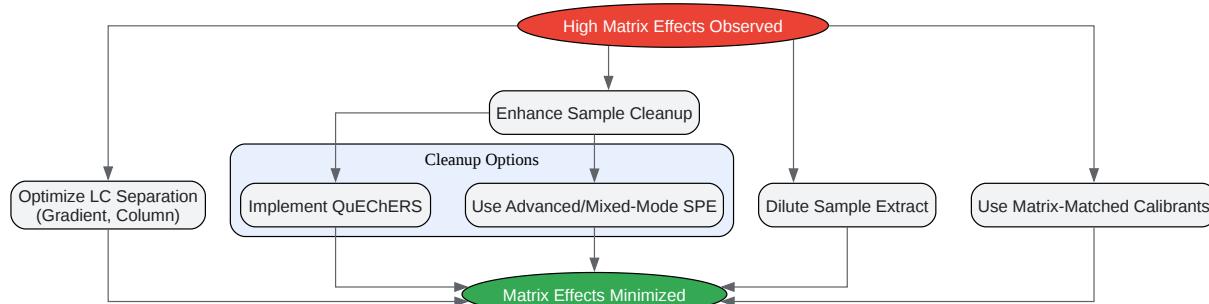 High Matrix Effects Observed
Enhance Sample Cleanup
Cleanup Options
Optimize LC Separation
(Gradient, Column)
Implement QuEChERS
Use Advanced/Mixed-Mode SPE
Dilute Sample Extract
Use Matrix-Matched Calibrants
Matrix Effects Minimized